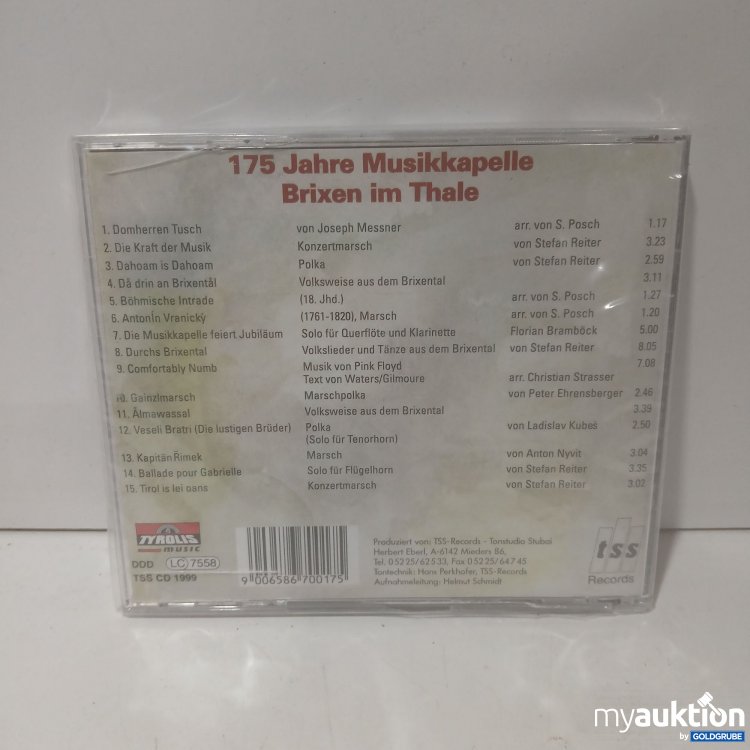 175 Jahre Musikkapelle
Brixen im Thale
1. Domherren Tusch von Joseph Messner arr. von S. Posch 1.17
2. Die Kraft der Musik Konzertmarsch von Stefan Reiter 3.23
3. Dahoam is Dahoam Polka von Stefan Reiter 2.59
4. Då drin an Brixentål Volksweise aus dem Brixental 3.11
5. Böhmische Intrade (18. Jhd.) arr. von S. Posch 1.27
6. Antonín Vranický (1761-1820), Marsch arr. von S. Posch 1.20
7. Die Musikkapelle feiert Jubiläum Solo für Querflöte und Klarinette Florian Bramböck 5.00
8. Durchs Brixental Volkslieder und Tänze aus dem Brixental von Stefan Reiter 8.05
9. Comfortably Numb Musik von Pink Floyd 7.08
Text von Waters/Gilmoure arr. Christian Strasser
10. Gainzlmarsch Marschpolka von Peter Ehrensberger 2.46
11. Ålmawassal Volksweise aus dem Brixental 3.39
12. Veseli Bratri (Die lustigen Brüder) Polka von Ladislav Kubes 2.50
(Solo für Tenorhorn)
13. Kapitän Řimek Marsch von Anton Nyvit 3.04
14. Ballade pour Gabrielle Solo für Flügelhorn von Stefan Reiter 3.35
15. Tirol is lei oans Konzertmarsch von Stefan Reiter 3.02
TYROLIS
music
DDD LC 7558
TSS CD 1999
9 006586 700175
Produziert von: TSS-Records - Tonstudio Stubai
Herbert Eberl, A-6142 Mieders 86,
Tel. 05225/62533, Fax 05225/64745
Tontechnik: Hans Perkhofer, TSS-Records
Aufnahmeleitung: Helmut Schmidt
tss
Records
myauktion
by GOLDGRUBE